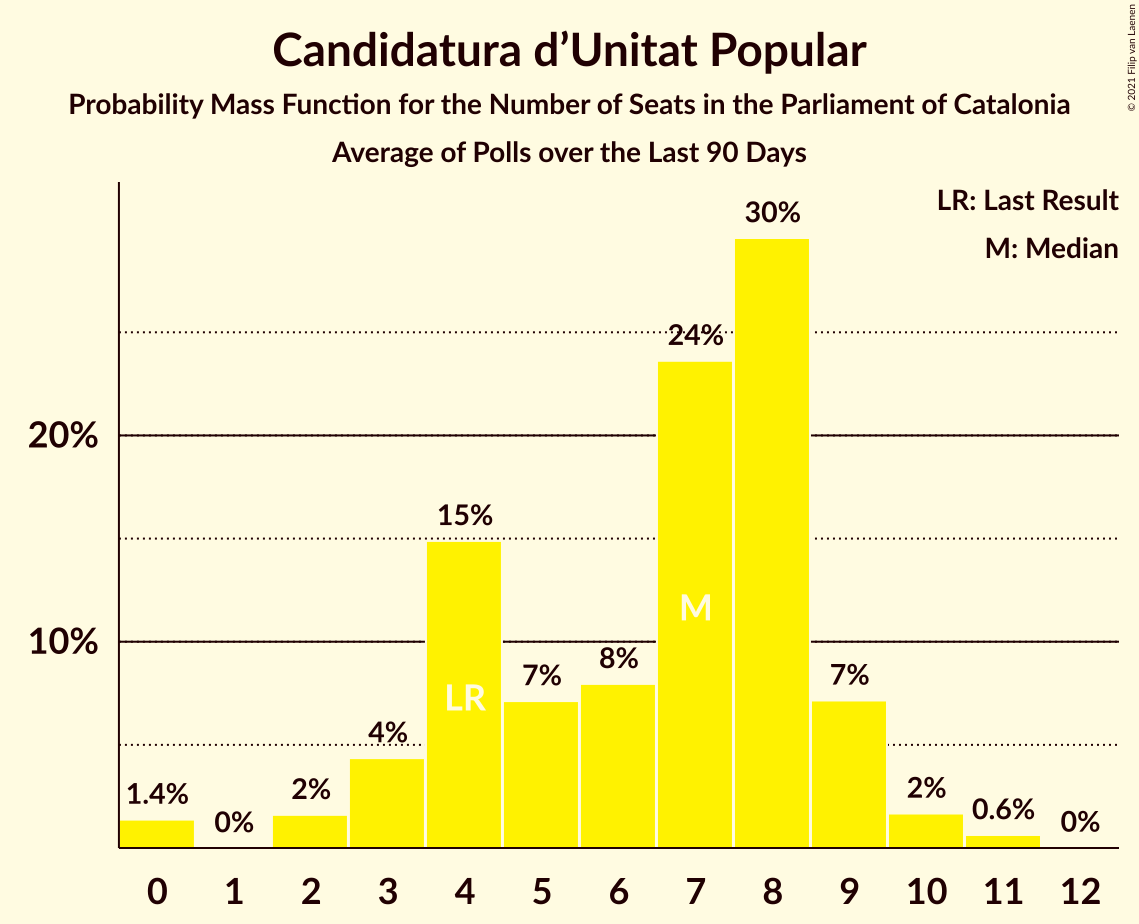 Candidatura d’Unitat Popular
Probability Mass Function for the Number of Seats in the Parliament of Catalonia
Average of Polls over the Last 90 Days
© 2021 Filip van Laenen
LR: Last Result
M: Median
20%
10%
1.4%
0%
2%
4%
15%
7%
8%
24%
30%
7%
2%
0.6%
0%
LR
M
0 1 2 3 4 5 6 7 8 9 10 11 12